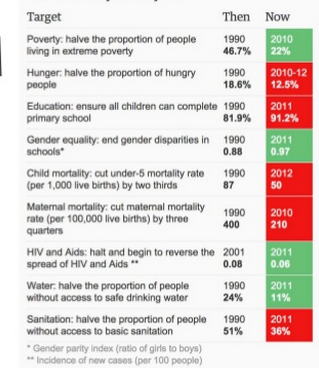 Target Then Now
Poverty: halve the proportion of people 1990 2010
living in extreme poverty 46.7% 22%
Hunger: halve the proportion of hungry 1990 2010-12
people 18.6% 12.5%
Education: ensure all children can complete 1990 2011
primary school 81.9% 91.2%
Gender equality: end gender disparities in 1990 2011
schools* 0.88 0.97
Child mortality: cut under-5 mortality rate 1990 2012
(per 1,000 live births) by two thirds 87 50
Maternal mortality: cut maternal mortality
rate (per 100,000 live births) by three 1990 2010
quarters 400 210
HIV and Aids: halt and begin to reverse the 2001 2011
spread of HIV and Aids ** 0.08 0.06
Water: halve the proportion of people 1990 2011
without access to safe drinking water 24% 11%
Sanitation: halve the proportion of people 1990 2011
without access to basic sanitation 51% 36%
* Gender parity index (ratio of girls to boys)
** Incidence of new cases (per 100 people)